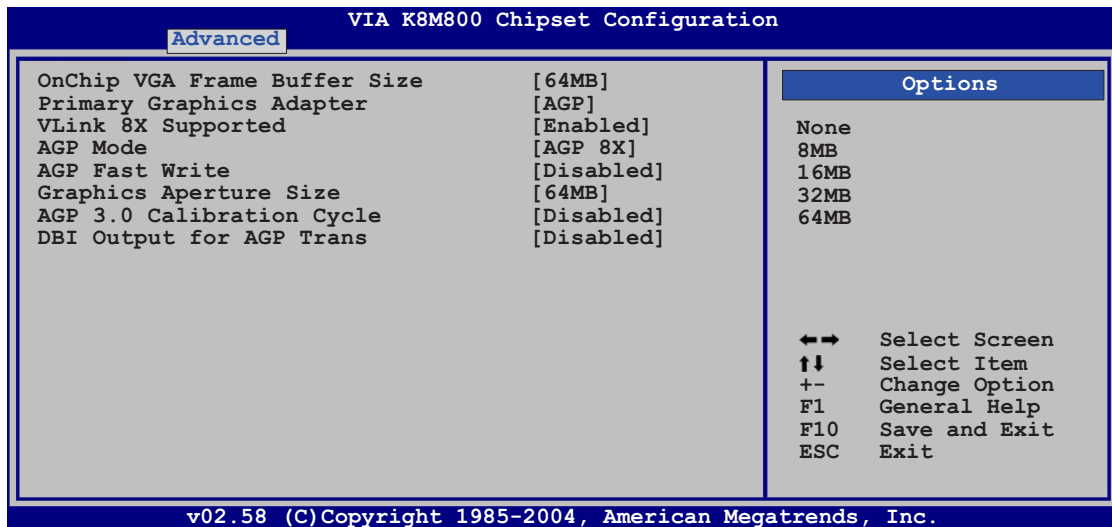 VIA K8M800 Chipset Configuration
Advanced
OnChip VGA Frame Buffer Size [64MB]
Primary Graphics Adapter [AGP]
VLink 8X Supported [Enabled]
AGP Mode [AGP 8X]
AGP Fast Write [Disabled]
Graphics Aperture Size [64MB]
AGP 3.0 Calibration Cycle [Disabled]
DBI Output for AGP Trans [Disabled]
Options
None
8MB
16MB
32MB
64MB
←→ Select Screen
↑↓ Select Item
+- Change Option
F1 General Help
F10 Save and Exit
ESC Exit
v02.58 (C)Copyright 1985-2004, American Megatrends, Inc.